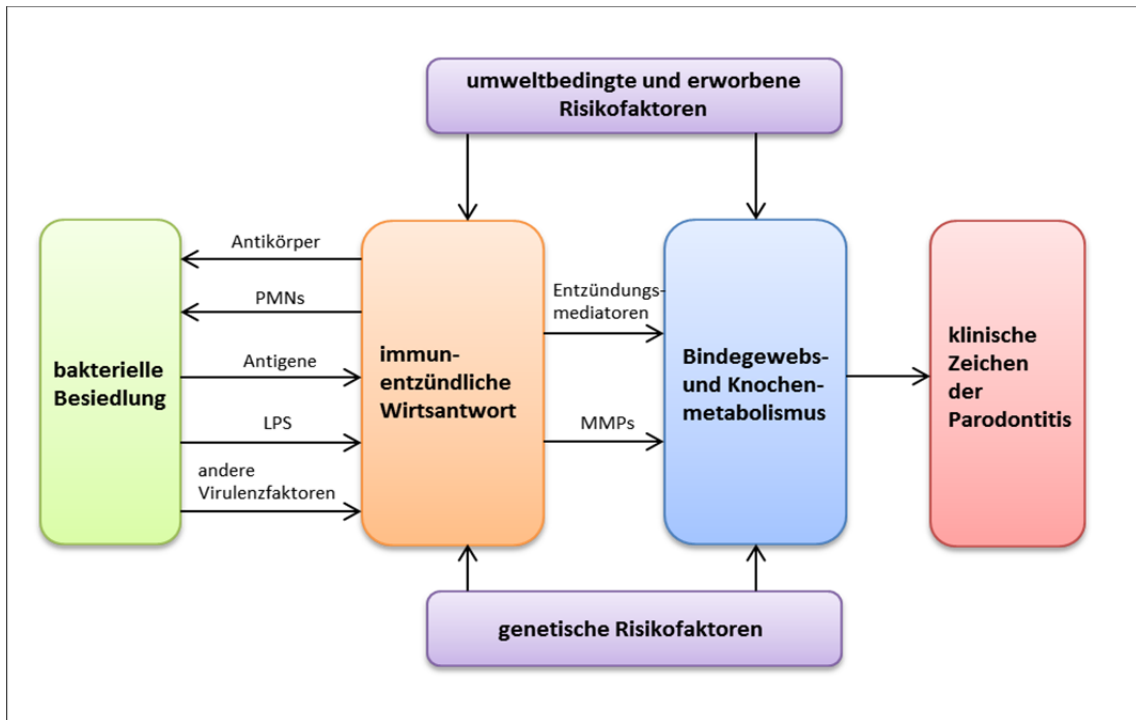 umweltbedingte und erworbene
Risikofaktoren
bakterielle
Besiedlung
Antikörper
PMNs
Antigene
LPS
andere
Virulenzfaktoren
immun-
entzündliche
Wirtsantwort
Entzündungs-
mediatoren
MMPs
Bindegewebs-
und Knochen-
metabolismus
klinische
Zeichen
der
Parodontitis
genetische Risikofaktoren